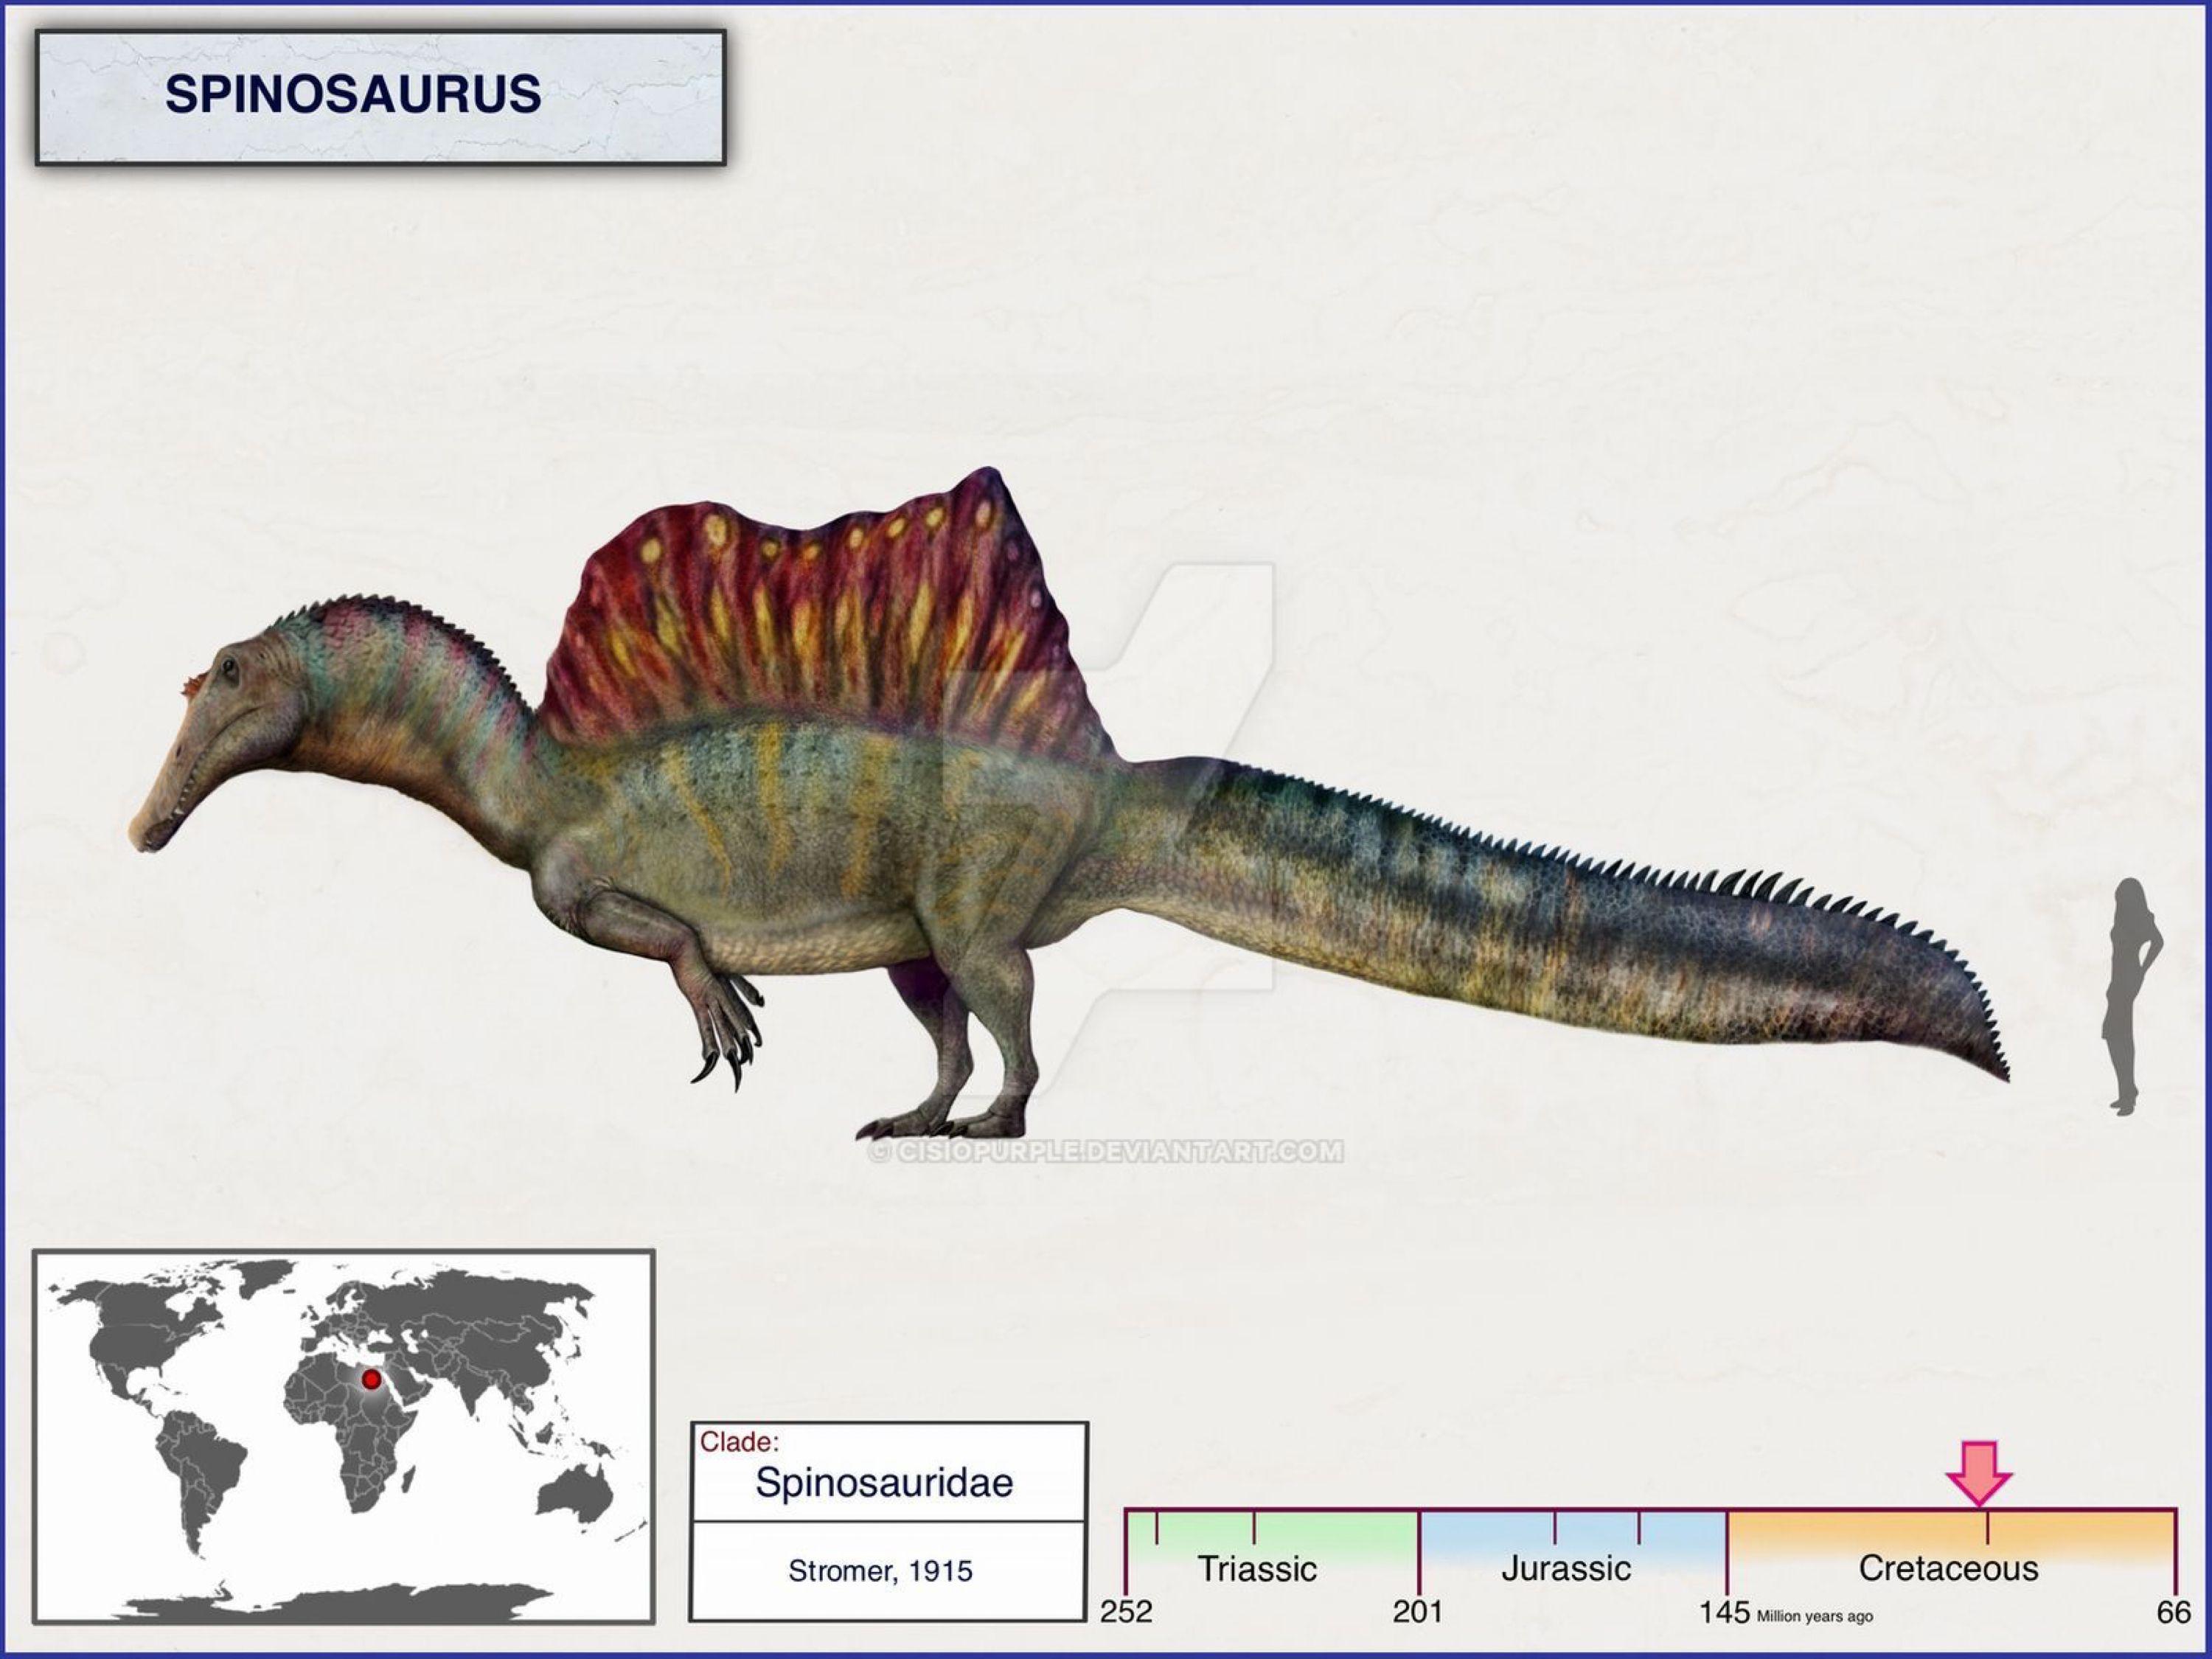 SPINOSAURUS
© CISIOPURPLE.DEVIANTART.COM
Clade:
Spinosauridae
Stromer, 1915
Triassic
Jurassic
Cretaceous
252
201
145 Million years ago
66